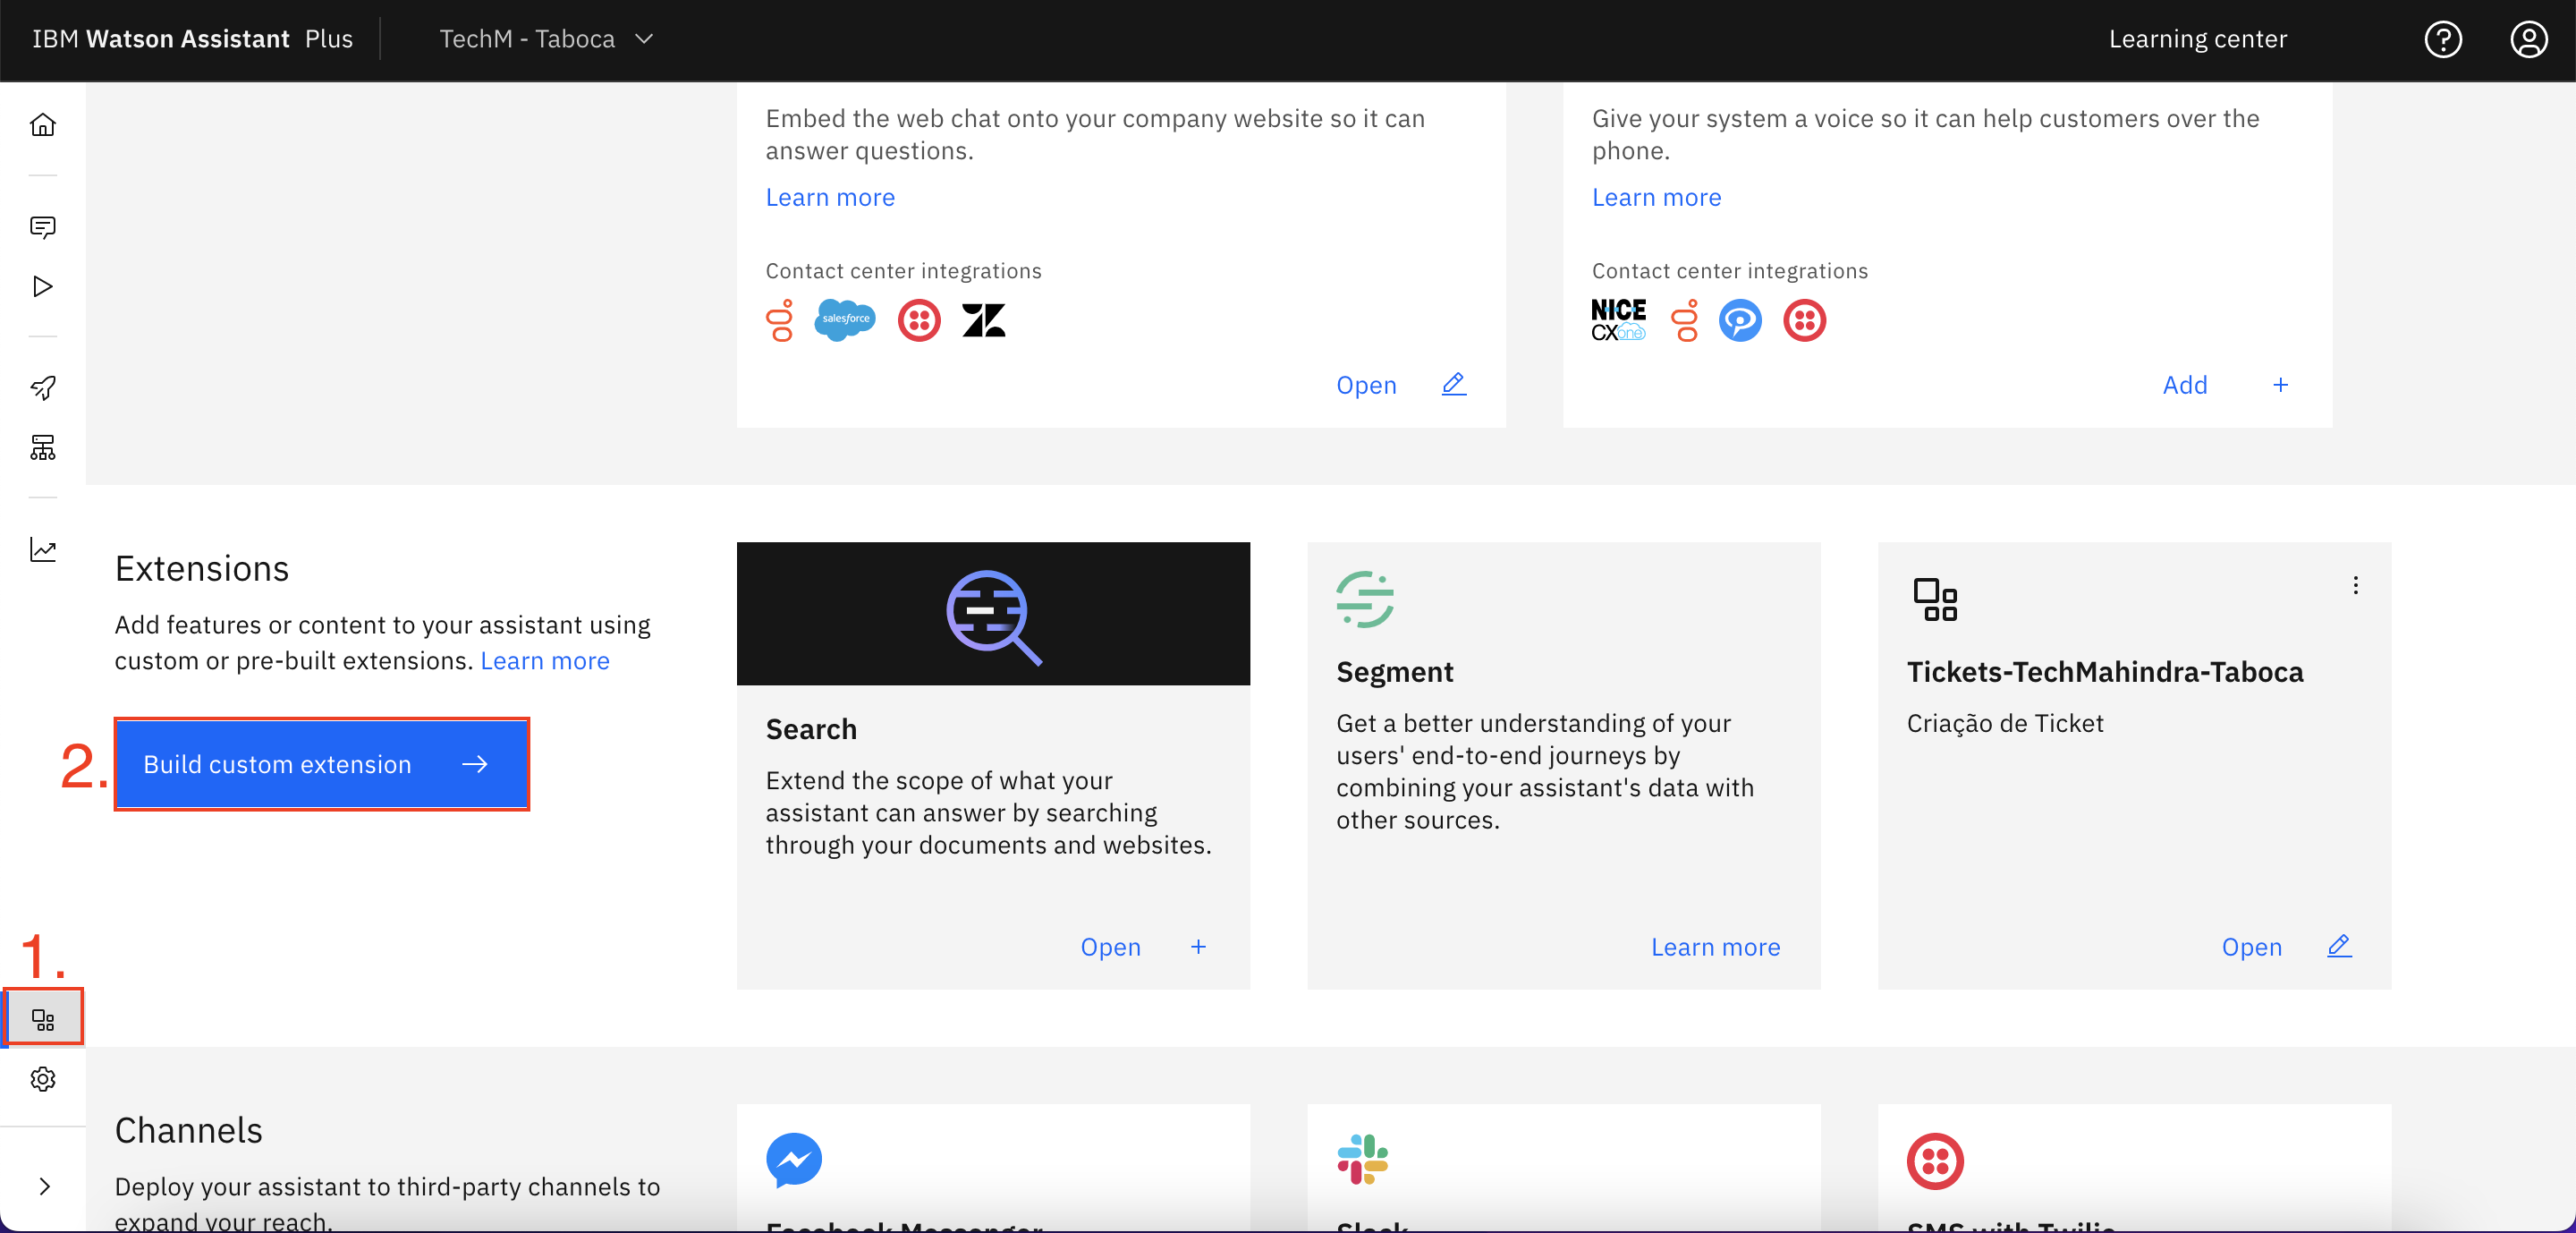 IBM Watson Assistant Plus
TechM - Taboca
Learning center
Embed the web chat onto your company website so it can
answer questions.
Learn more
Contact center integrations
salesforce
Open
Give your system a voice so it can help customers over the
phone.
Learn more
Contact center integrations
NICE
CXone
Add +
Extensions
Add features or content to your assistant using
custom or pre-built extensions. Learn more
2.
Build custom extension
Search
Extend the scope of what your
assistant can answer by searching
through your documents and websites.
Open +
Segment
Get a better understanding of your
users' end-to-end journeys by
combining your assistant's data with
other sources.
Learn more
Tickets-TechMahindra-Taboca
Criação de Ticket
Open
1.
Channels
Deploy your assistant to third-party channels to
expand your reach.
Facebook Messenger
Slack
SMS with Twilio